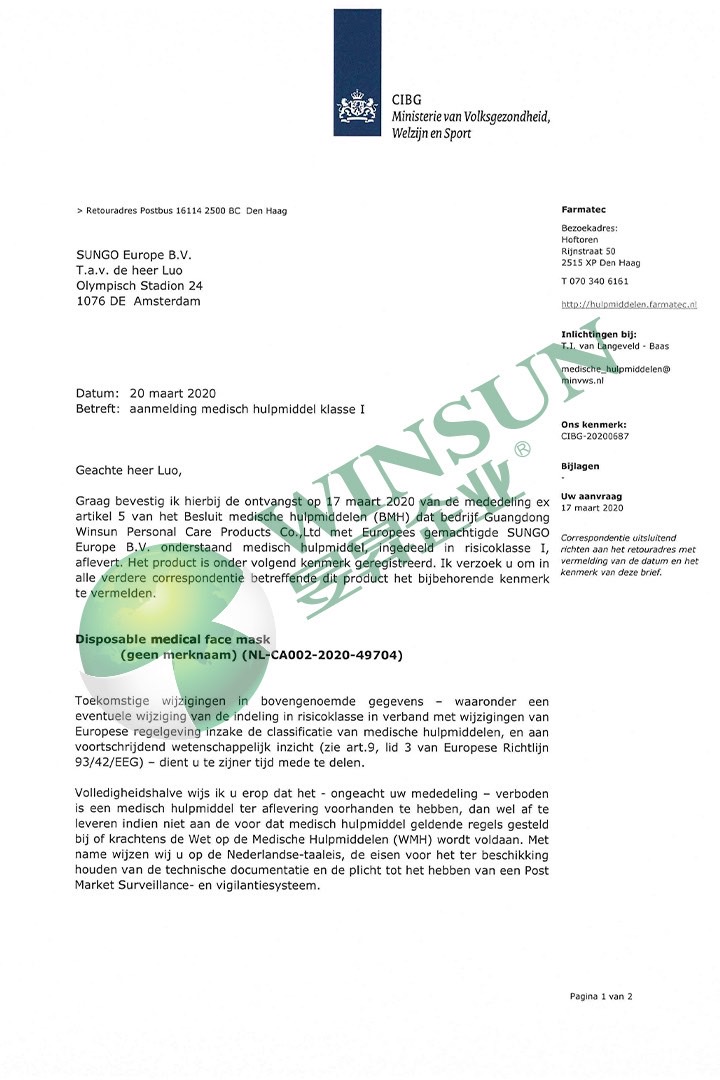 CIBG
Ministerie van Volksgezondheid,
Welzijn en Sport
> Retouradres Postbus 16114 2500 BC Den Haag
SUNGO Europe B.V.
T.a.v. de heer Luo
Olympisch Stadion 24
1076 DE Amsterdam
Farmatec
Bezoekadres:
Hoftoren
Rijnstraat 50
2515 XP Den Haag
T 070 340 6161
http://hulpmiddelen.farmatec.nl
Inlichtingen bij:
T.I. van Langeveld - Baas
medische_hulpmiddelen@
minvws.nl
Ons kenmerk:
CIBG-20200687
Bijlagen
-
Uw aanvraag
17 maart 2020
Correspondentie uitsluitend
richten aan het retouradres met
vermelding van de datum en het
kenmerk van deze brief.
Datum: 20 maart 2020
Betreft: aanmelding medisch hulpmiddel klasse I
Geachte heer Luo,
Graag bevestig ik hierbij de ontvangst op 17 maart 2020 van de mededeling ex
artikel 5 van het Besluit medische hulpmiddelen (BMH) dat bedrijf Guangdong
Winsun Personal Care Products Co.,Ltd met Europees gemachtigde SUNGO
Europe B.V. onderstaand medisch hulpmiddel, ingedeeld in risicoklasse I,
aflevert. Het product is onder volgend kenmerk geregistreerd. Ik verzoek u om in
alle verdere correspondentie betreffende dit product het bijbehorende kenmerk
te vermelden.
Disposable medical face mask
(geen merknaam) (NL-CA002-2020-49704)
Toekomstige wijzigingen in bovengenoemde gegevens – waaronder een
eventuele wijziging van de indeling in risicoklasse in verband met wijzigingen van
Europese regelgeving inzake de classificatie van medische hulpmiddelen, en aan
voortschrijdend wetenschappelijk inzicht (zie art.9, lid 3 van Europese Richtlijn
93/42/EEG) – dient u te zijner tijd mede te delen.
Volledigheidshalve wijs ik u erop dat het - ongeacht uw mededeling – verboden
is een medisch hulpmiddel ter aflevering voorhanden te hebben, dan wel af te
leveren indien niet aan de voor dat medisch hulpmiddel geldende regels gesteld
bij of krachtens de Wet op de Medische Hulpmiddelen (WMH) wordt voldaan. Met
name wijzen wij u op de Nederlandse-taaleis, de eisen voor het ter beschikking
houden van de technische documentatie en de plicht tot het hebben van een Post
Market Surveillance- en vigilantiesysteem.
Pagina 1 van 2
WINSUN
®
旻昇企业